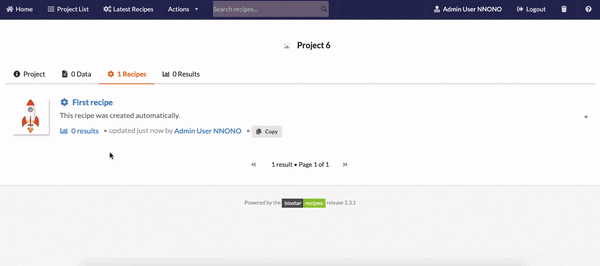 Home Project List Latest Recipes Actions Search recipes... Admin User NNONO Logout
Project 6
Project 0 Data 1 Recipes 0 Results
First recipe
This recipe was created automatically.
0 results • updated just now by Admin User NNONO • Copy
« 1 result • Page 1 of 1 »
Powered by the biostar recipes release 2.3.1